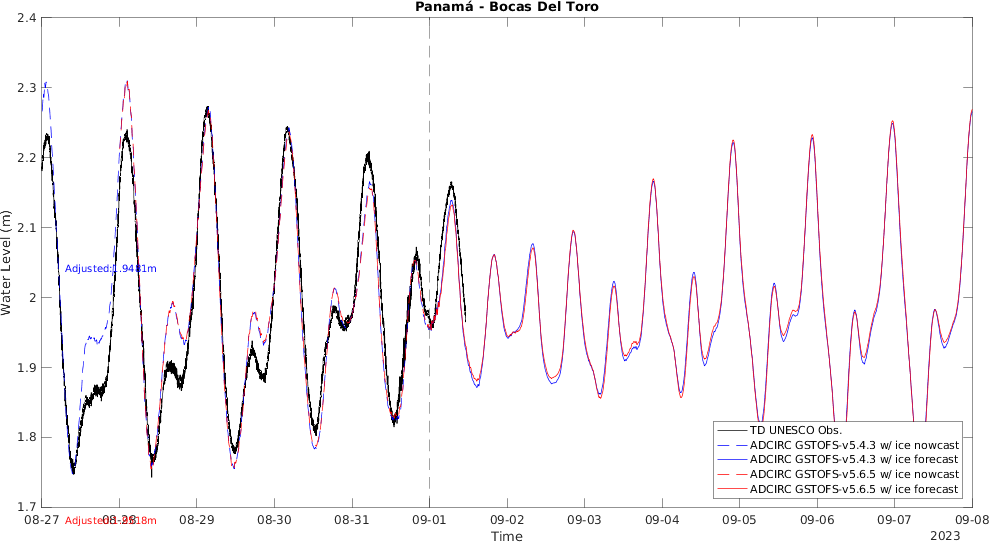 Panamá - Bocas Del Toro
Water Level (m)
2.4
2.3
2.2
2.1
2
1.9
1.8
1.7
Adjusted:1.9481m
TD UNESCO Obs.
ADCIRC GSTOFS-v5.4.3 w/ ice nowcast
ADCIRC GSTOFS-v5.4.3 w/ ice forecast
ADCIRC GSTOFS-v5.6.5 w/ ice nowcast
ADCIRC GSTOFS-v5.6.5 w/ ice forecast
08-27 08-28 08-29 08-30 08-31 09-01 09-02 09-03 09-04 09-05 09-06 09-07 09-08
Time
2023